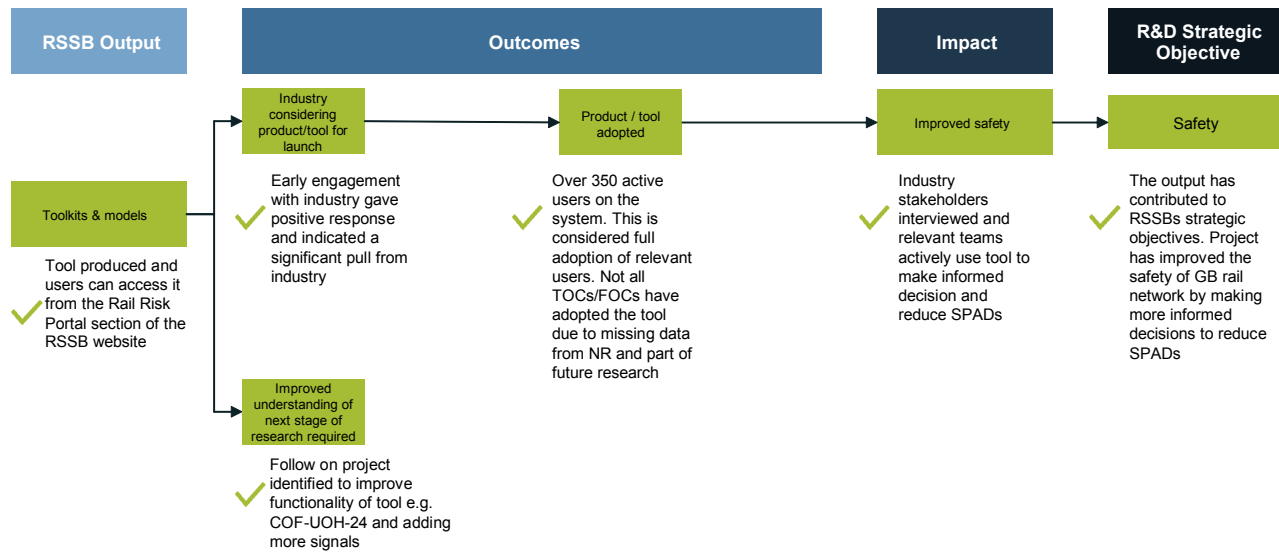 RSSB Output
Outcomes
Impact
R&D Strategic
Objective
Industry
considering
product/tool for
launch
Product / tool
adopted
Improved safety
Safety
Toolkits & models
Tool produced and
users can access it
from the Rail Risk
Portal section of the
RSSB website
Early engagement
with industry gave
positive response
and indicated a
significant pull from
industry
Over 350 active
users on the
system. This is
considered full
adoption of relevant
users. Not all
TOCs/FOCs have
adopted the tool
due to missing data
from NR and part of
future research
Industry
stakeholders
interviewed and
relevant teams
actively use tool to
make informed
decision and
reduce SPADs
The output has
contributed to
RSSBs strategic
objectives. Project
has improved the
safety of GB rail
network by making
more informed
decisions to reduce
SPADs
Improved
understanding of
next stage of
research required
Follow on project
identified to improve
functionality of tool e.g.
COF-UOH-24 and adding
more signals